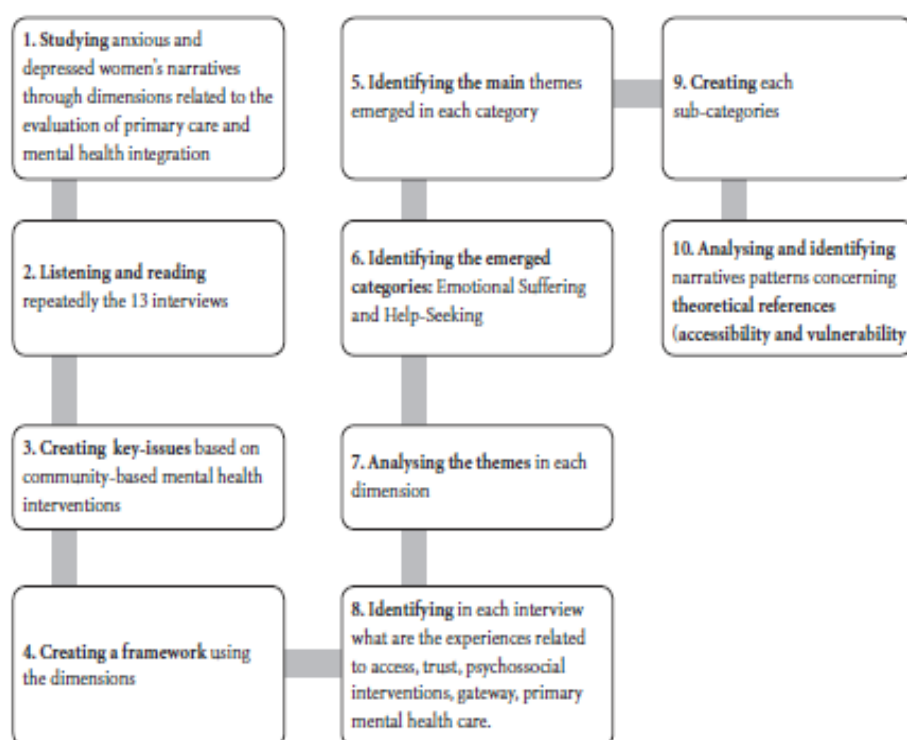 1. Studying anxious and
depressed women's narratives
through dimensions related to the
evaluation of primary care and
mental health integration
2. Listening and reading
repeatedly the 13 interviews
3. Creating key-issues based on
community-based mental health
interventions
4. Creating a framework using
the dimensions
5. Identifying the main themes
emerged in each category
6. Identifying the emerged
categories: Emotional Suffering
and Help-Seeking
7. Analysing the themes in each
dimension
8. Identifying in each interview
what are the experiences related
to access, trust, psychossocial
interventions, gateway, primary
mental health care.
9. Creating each
sub-categories
10. Analysing and identifying
narratives patterns concerning
theoretical references
(accessibility and vulnerability